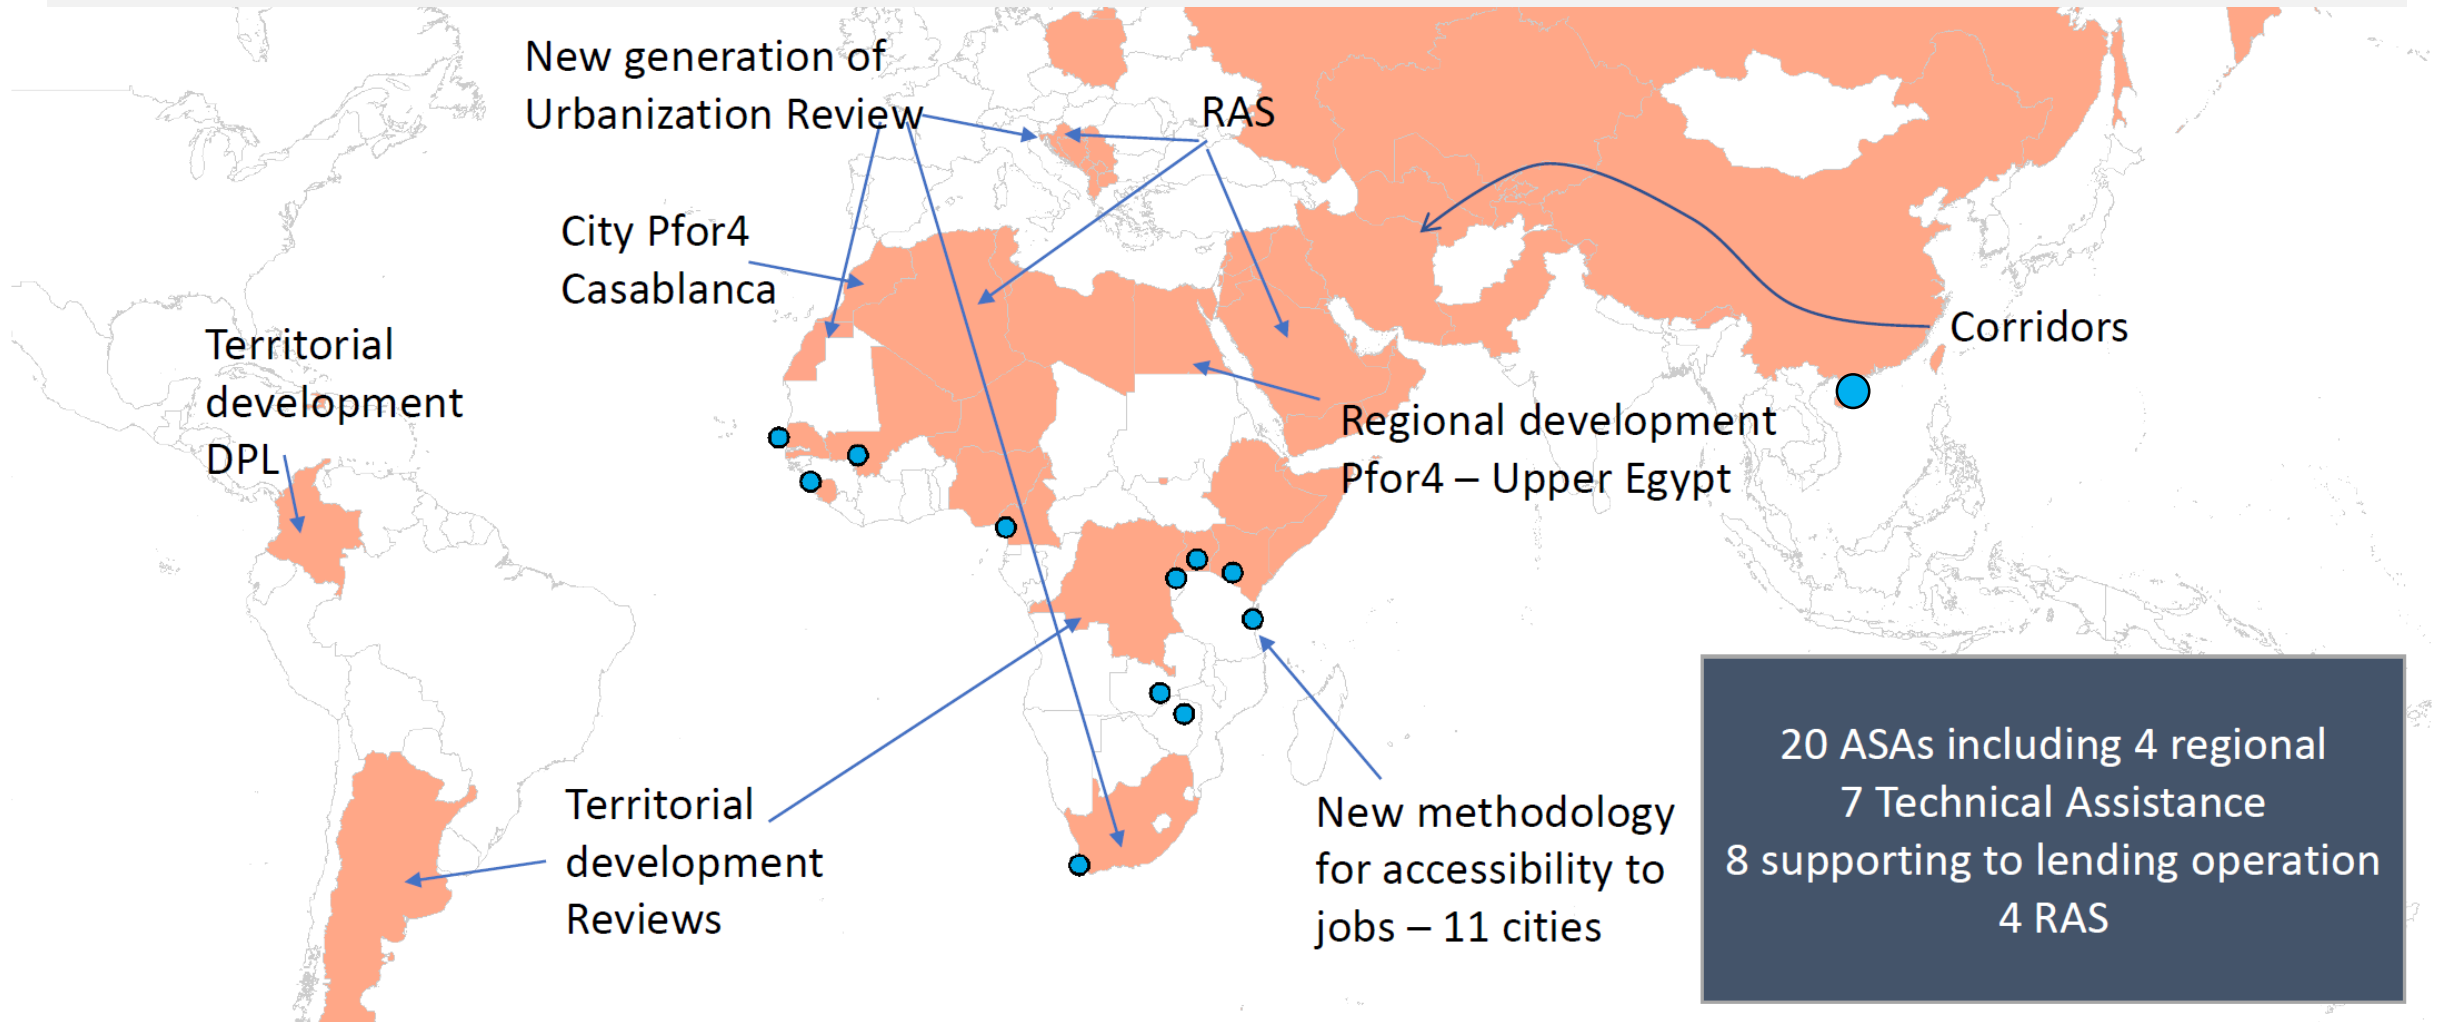 New generation of
Urbanization Review
RAS
City Pfor4
Casablanca
Territorial
development
DPL
Corridors
Regional development
Pfor4 – Upper Egypt
Territorial
development
Reviews
New methodology
for accessibility to
jobs – 11 cities
20 ASAs including 4 regional
7 Technical Assistance
8 supporting to lending operation
4 RAS